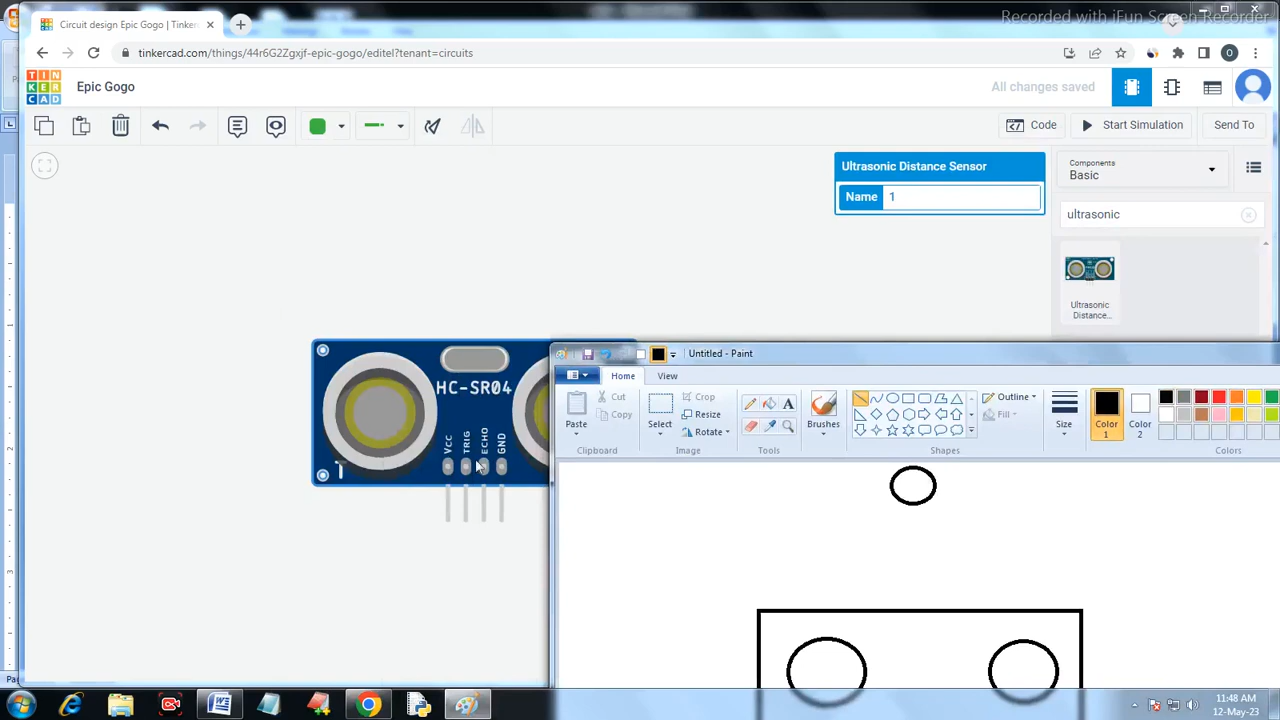 Recorded with iFun Screen Recorder
Circuit design Epic Gogo | Tinker
tinkercad.com/things/44r6G2Zgxjf-epic-gogo/editel?tenant=circuits
O
TIN
KER
CAD
Epic Gogo
All changes saved
Code
Start Simulation
Send To
Ultrasonic Distance Sensor
Name 1
Components
Basic
ultrasonic
Ultrasonic
Distance...
HC-SR04
VCC
TRIG
ECHO
GND
T
Untitled - Paint
Home
View
Paste
Cut
Copy
Clipboard
Select
Crop
Resize
Rotate
Image
A
Tools
Brushes
Outline
Fill
Shapes
Size
Color
1
Color
2
Colors
11:48 AM
12-May-23